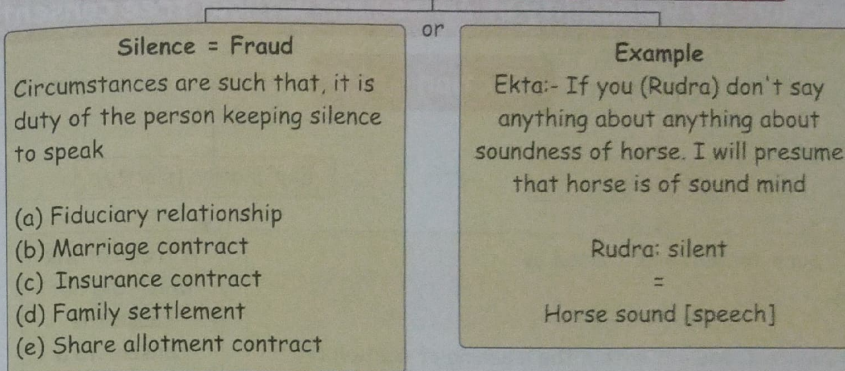 or
Silence = Fraud
Circumstances are such that, it is
duty of the person keeping silence
to speak
(a) Fiduciary relationship
(b) Marriage contract
(c) Insurance contract
(d) Family settlement
(e) Share allotment contract
Example
Ekta:- If you (Rudra) don't say
anything about anything about
soundness of horse. I will presume
that horse is of sound mind
Rudra: silent
=
Horse sound [speech]